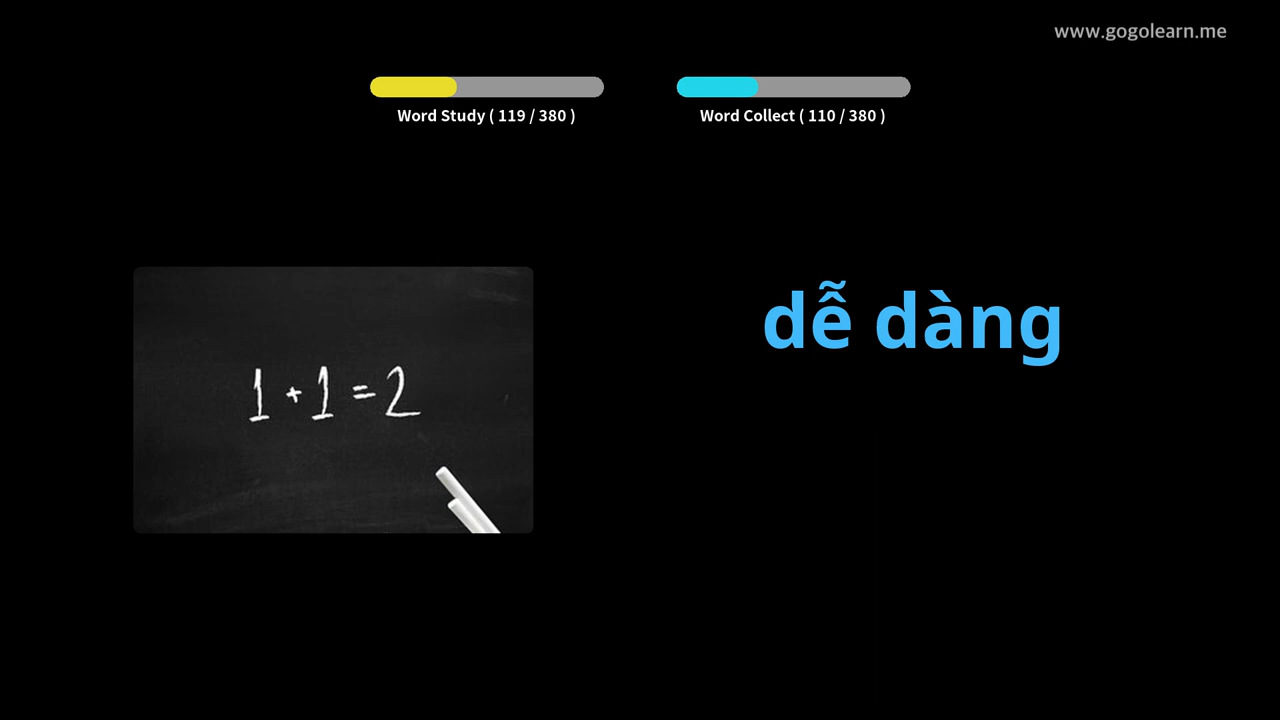 www.gogolearn.me
Word Study ( 119 / 380 )
Word Collect ( 110 / 380 )
dễ dàng
1 + 1 = 2